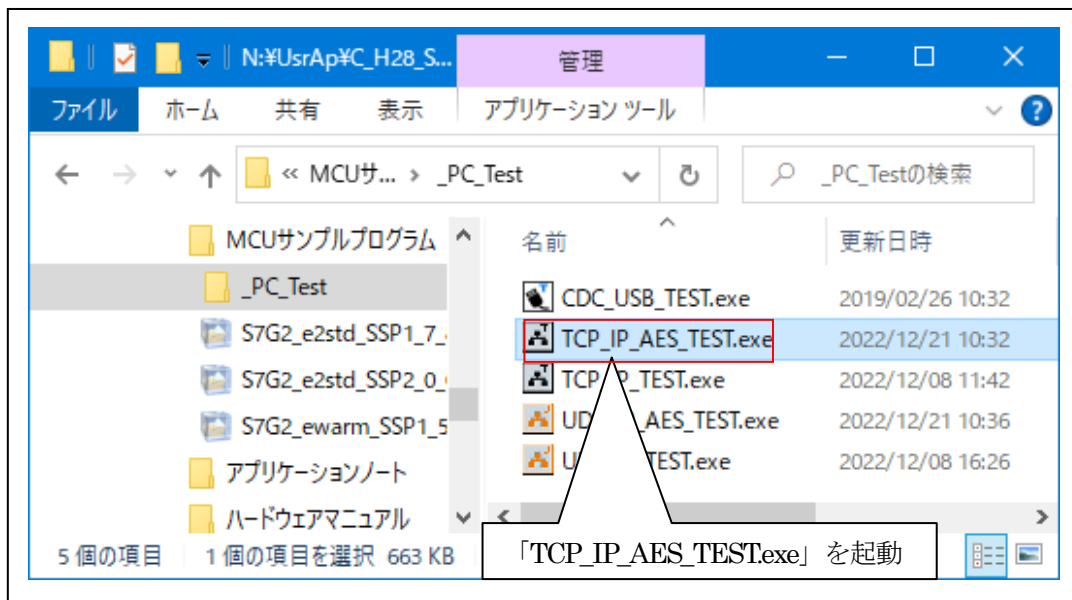 N:¥UsrAp¥C_H28_S...
管理
ファイル ホーム 共有 表示 アプリケーション ツール
« MCUサ... › _PC_Test
_PC_Testの検索
MCUサンプルプログラム
_PC_Test
S7G2_e2std_SSP1_7_
S7G2_e2std_SSP2_0_
S7G2_ewarm_SSP1_5
アプリケーションノート
ハードウェアマニュアル
名前 更新日時
CDC_USB_TEST.exe 2019/02/26 10:32
TCP_IP_AES_TEST.exe 2022/12/21 10:32
TCP P_TEST.exe 2022/12/08 11:42
UD AES_TEST.exe 2022/12/21 10:36
U TEST.exe 2022/12/08 16:26
5 個の項目 1 個の項目を選択 663 KB
「TCP_IP_AES_TEST.exe」を起動